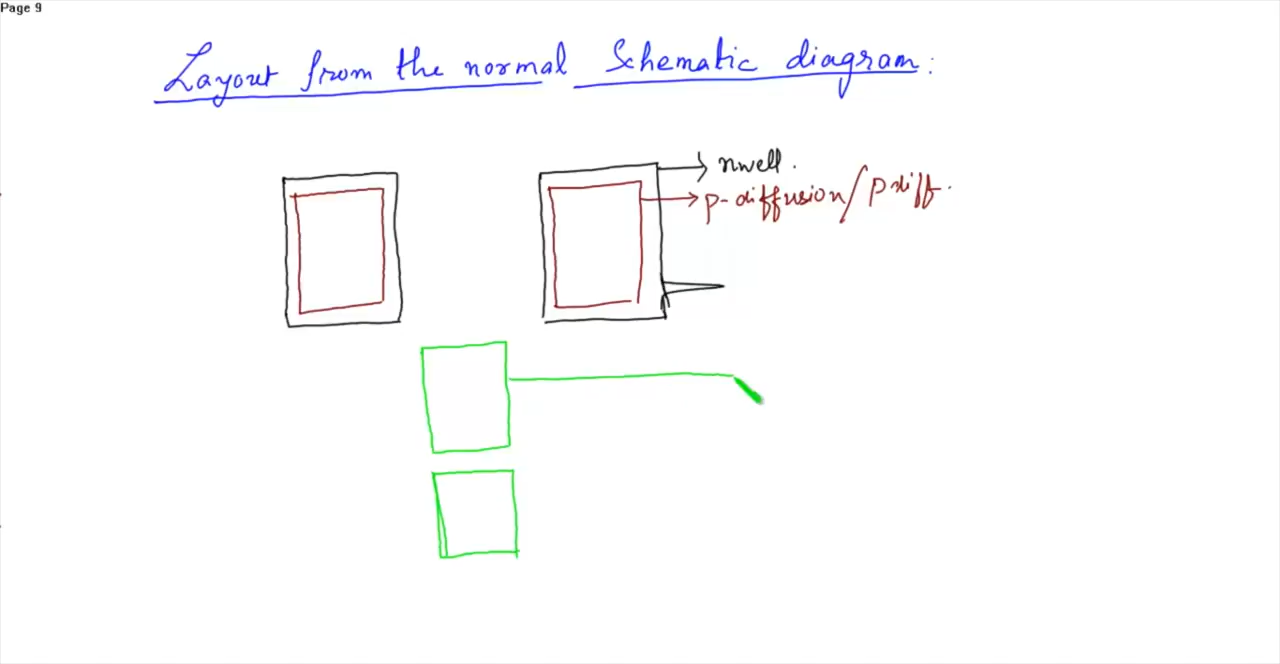 Page 9
Layout from the normal Schematic diagram:
nwell.
p-diffusion/Pdiff.